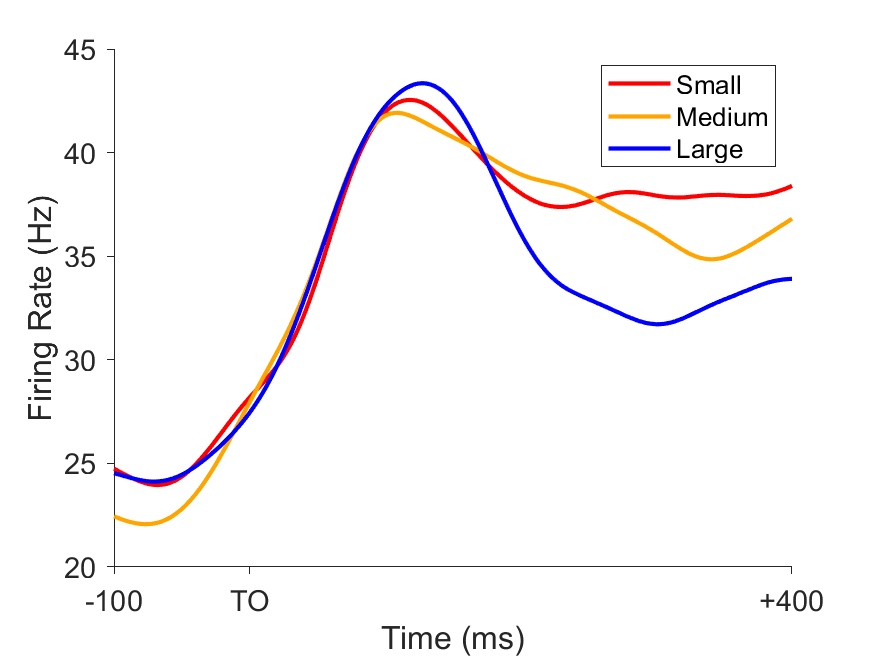 Firing Rate (Hz)
45
40
35
30
25
20
Small
Medium
Large
-100
TO
+400
Time (ms)